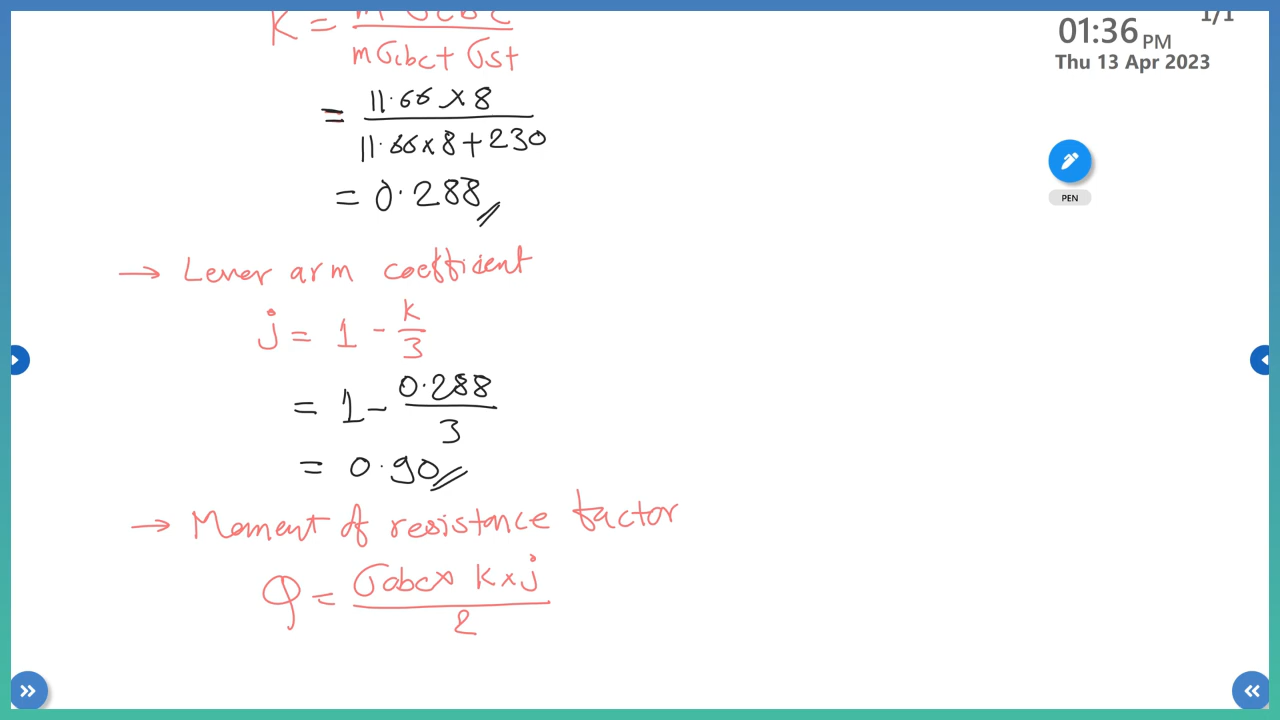 K = m σcbc / mσcbc + σst
= 11.66 × 8 / 11.66×8+230
= 0.288
→ Lever arm coefficient
j = 1 - K/3
= 1 - 0.288/3
= 0.90
→ Moment of resistance factor
Q = σcbc× K×j / 2
1/1
01:36 PM
Thu 13 Apr 2023
PEN